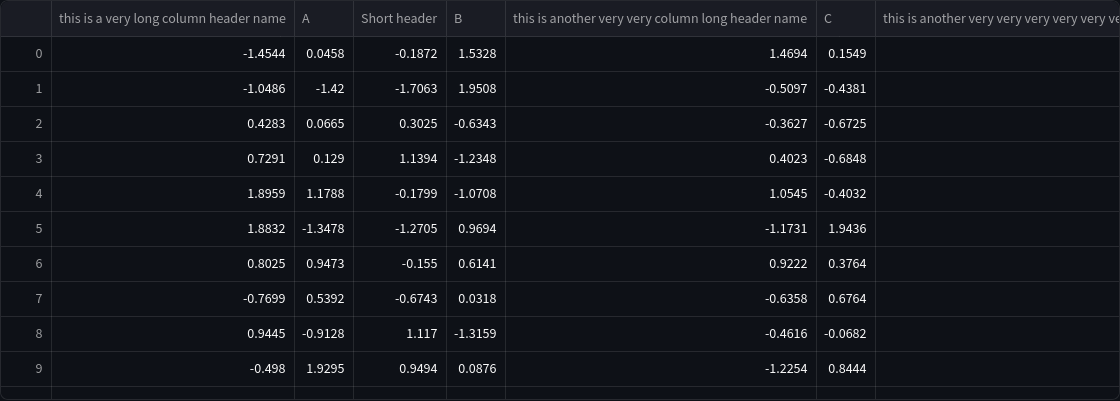 this is a very long column header name A Short header B this is another very very column long header name C this is another very very very very very
0 -1.4544 0.0458 -0.1872 1.5328 1.4694 0.1549
1 -1.0486 -1.42 -1.7063 1.9508 -0.5097 -0.4381
2 0.4283 0.0665 0.3025 -0.6343 -0.3627 -0.6725
3 0.7291 0.129 1.1394 -1.2348 0.4023 -0.6848
4 1.8959 1.1788 -0.1799 -1.0708 1.0545 -0.4032
5 1.8832 -1.3478 -1.2705 0.9694 -1.1731 1.9436
6 0.8025 0.9473 -0.155 0.6141 0.9222 0.3764
7 -0.7699 0.5392 -0.6743 0.0318 -0.6358 0.6764
8 0.9445 -0.9128 1.117 -1.3159 -0.4616 -0.0682
9 -0.498 1.9295 0.9494 0.0876 -1.2254 0.8444